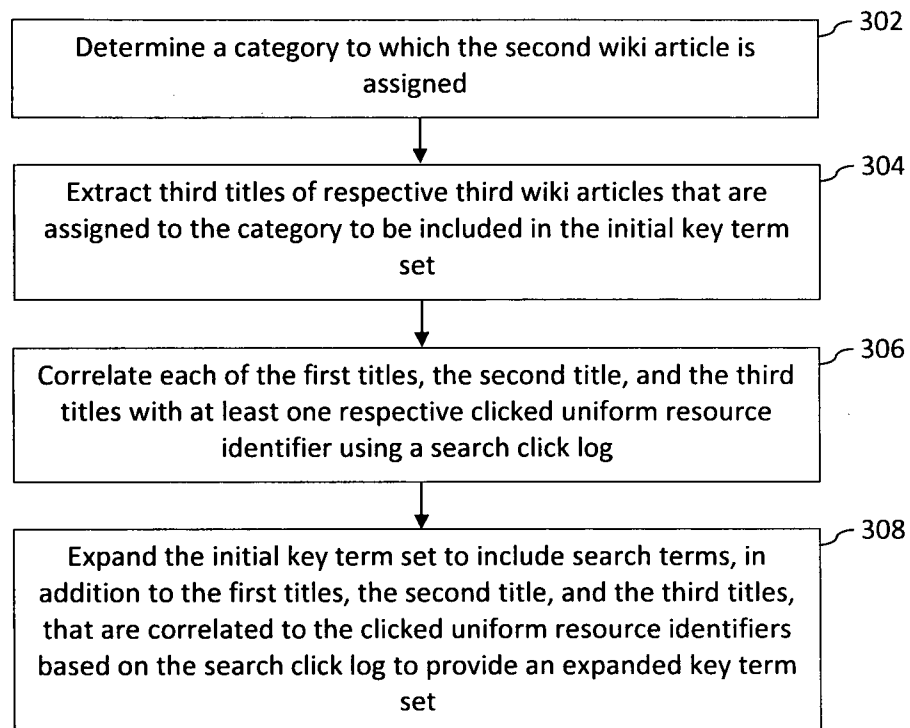 302
Determine a category to which the second wiki article is
assigned
304
Extract third titles of respective third wiki articles that are
assigned to the category to be included in the initial key term
set
306
Correlate each of the first titles, the second title, and the third
titles with at least one respective clicked uniform resource
identifier using a search click log
308
Expand the initial key term set to include search terms, in
addition to the first titles, the second title, and the third titles,
that are correlated to the clicked uniform resource identifiers
based on the search click log to provide an expanded key term
set